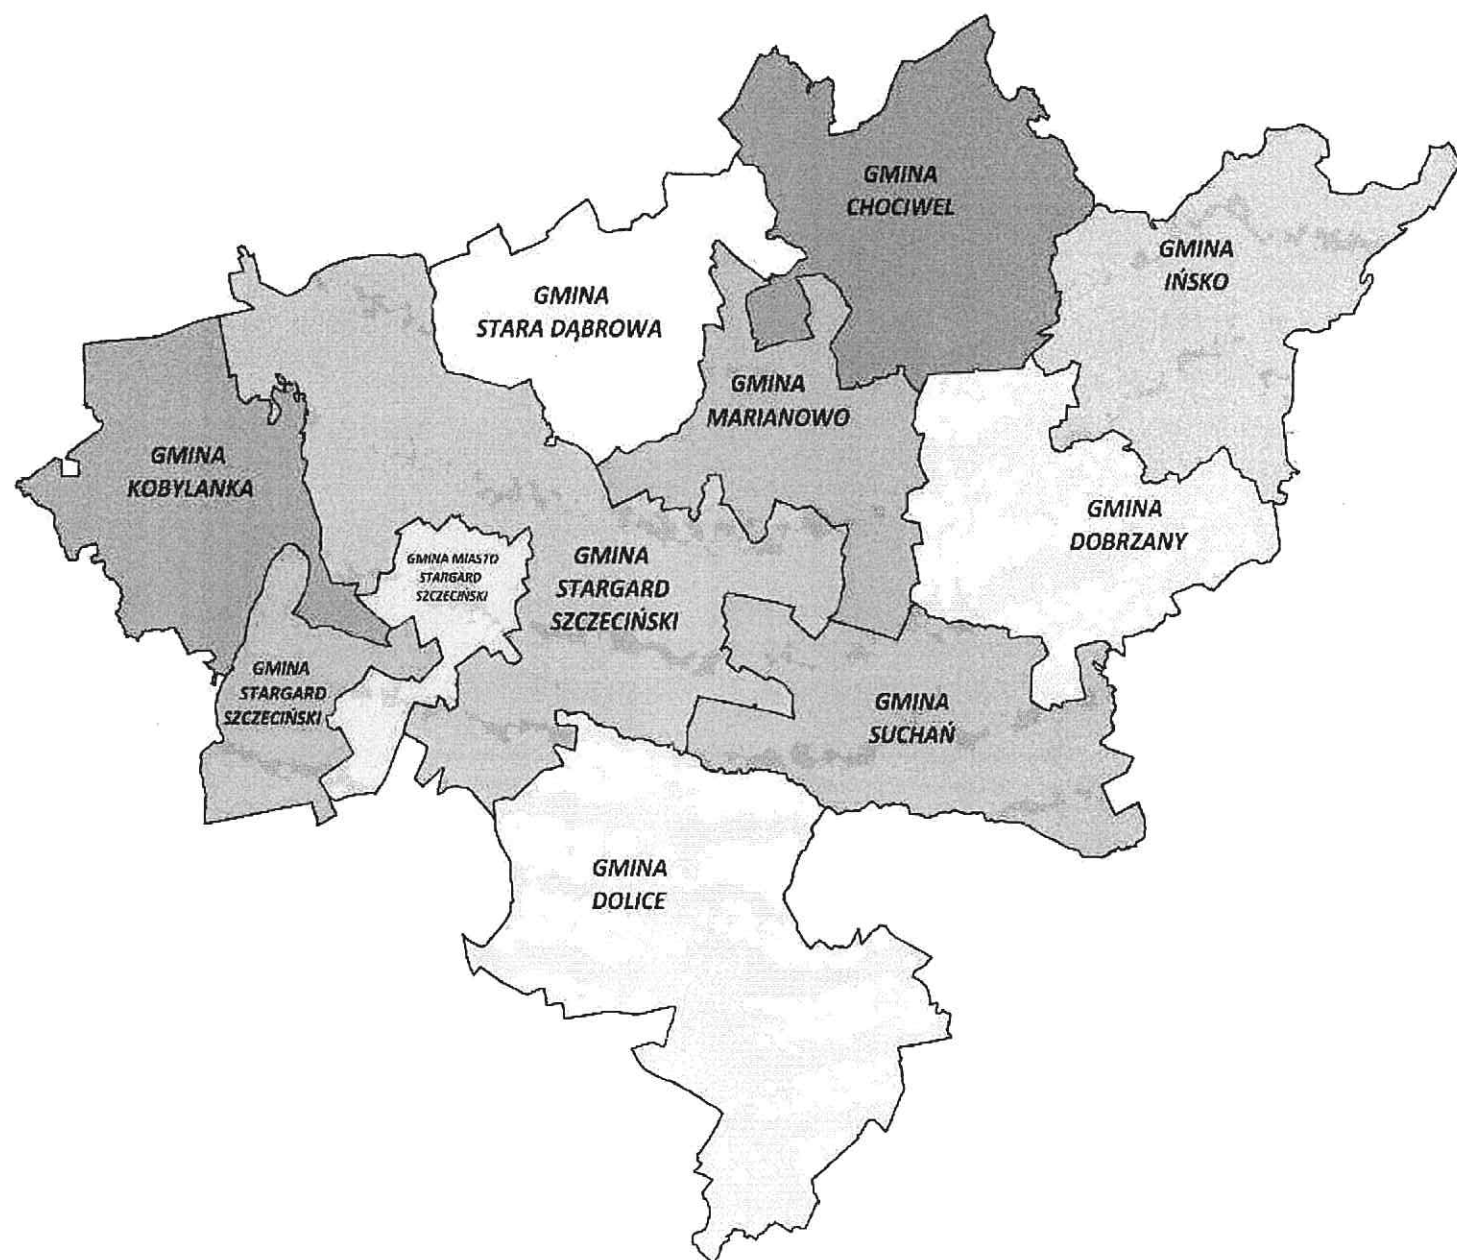 GMINA
CHOCIWEL
GMINA
IŃSKO
GMINA
STARA DĄBROWA
GMINA
MARIANOWO
GMINA
KOBYLANKA
GMINA
DOBRZANY
GMINA MIASTO
STARGARD
SZCZECIŃSKI
GMINA
STARGARD
SZCZECIŃSKI
GMINA
STARGARD
SZCZECIŃSKI
GMINA
SUCHAŃ
GMINA
DOLICE